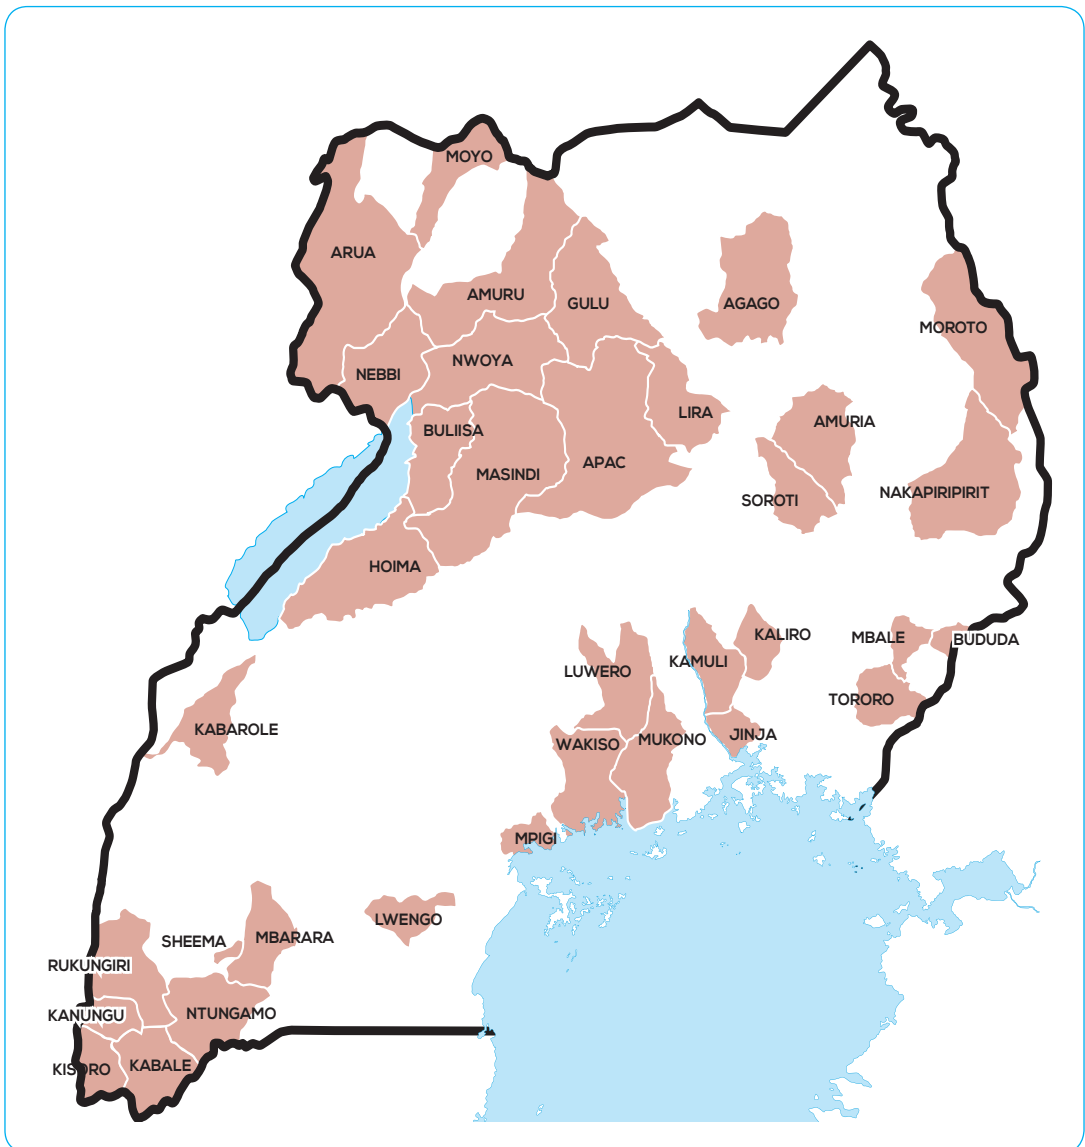 MOYO
ARUA
AMURU
GULU
AGAGO
MOROTO
NWOYA
NEBBI
LIRA
AMURIA
BULIISA
APAC
MASINDI
SOROTI
NAKAPIRIPIRIT
HOIMA
KALIRO
MBALE
BUDUDA
KAMULI
LUWERO
TORORO
KABAROLE
WAKISO
MUKONO
JINJA
MPIGI
LWENGO
SHEEMA
MBARARA
RUKUNGIRI
KANUNGU
NTUNGAMO
KISORO
KABALE